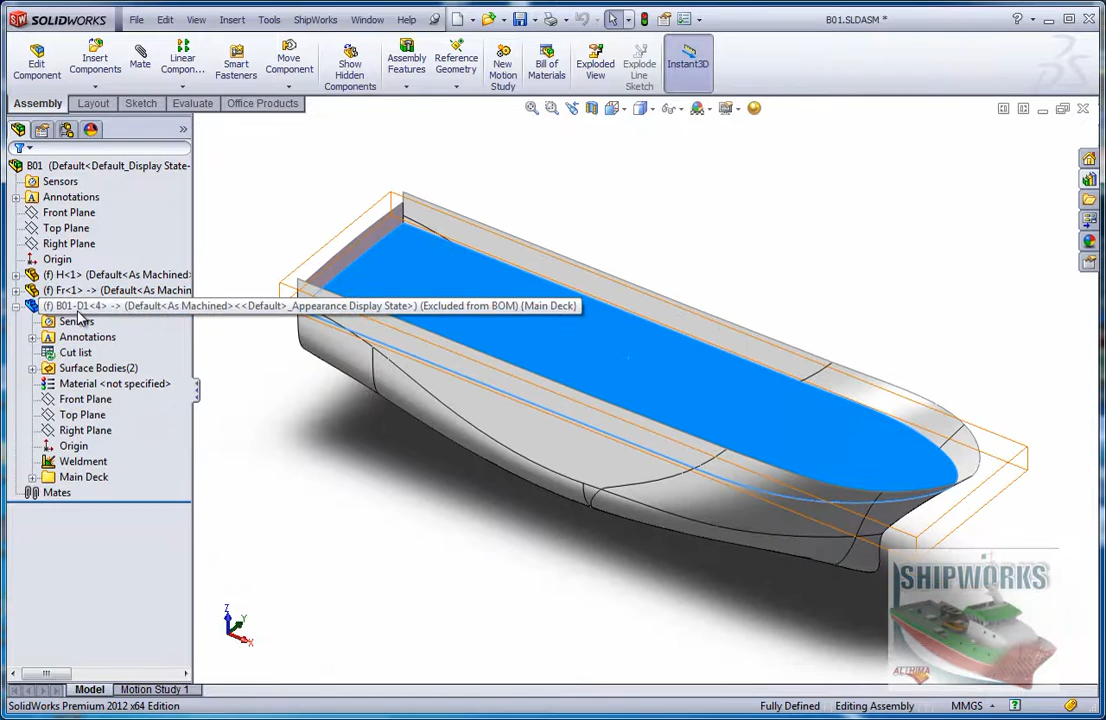 SOLIDWORKS File Edit View Insert Tools ShipWorks Window Help B01.SLDASM *
Edit Component Insert Components Mate Linear Compon... Smart Fasteners Move Component Show Hidden Components Assembly Features Reference Geometry New Motion Study Bill of Materials Exploded View Explode Line Sketch Instant3D
Assembly Layout Sketch Evaluate Office Products
B01 (Default<Default_Display State-
Sensors
Annotations
Front Plane
Top Plane
Right Plane
Origin
(f) H<1> (Default<As Machined>
(f) Fr<1> -> (Default<As Machin
(f) B01-D1<4> -> (Default<As Machined><<Default>_Appearance Display State>) (Excluded from BOM) {Main Deck}
Sensors
Annotations
Cut list
Surface Bodies(2)
Material <not specified>
Front Plane
Top Plane
Right Plane
Origin
Weldment
Main Deck
Mates
Z
Y
X
SHIPWORKS
ALTRIMA
Model Motion Study 1
SolidWorks Premium 2012 x64 Edition Fully Defined Editing Assembly MMGS